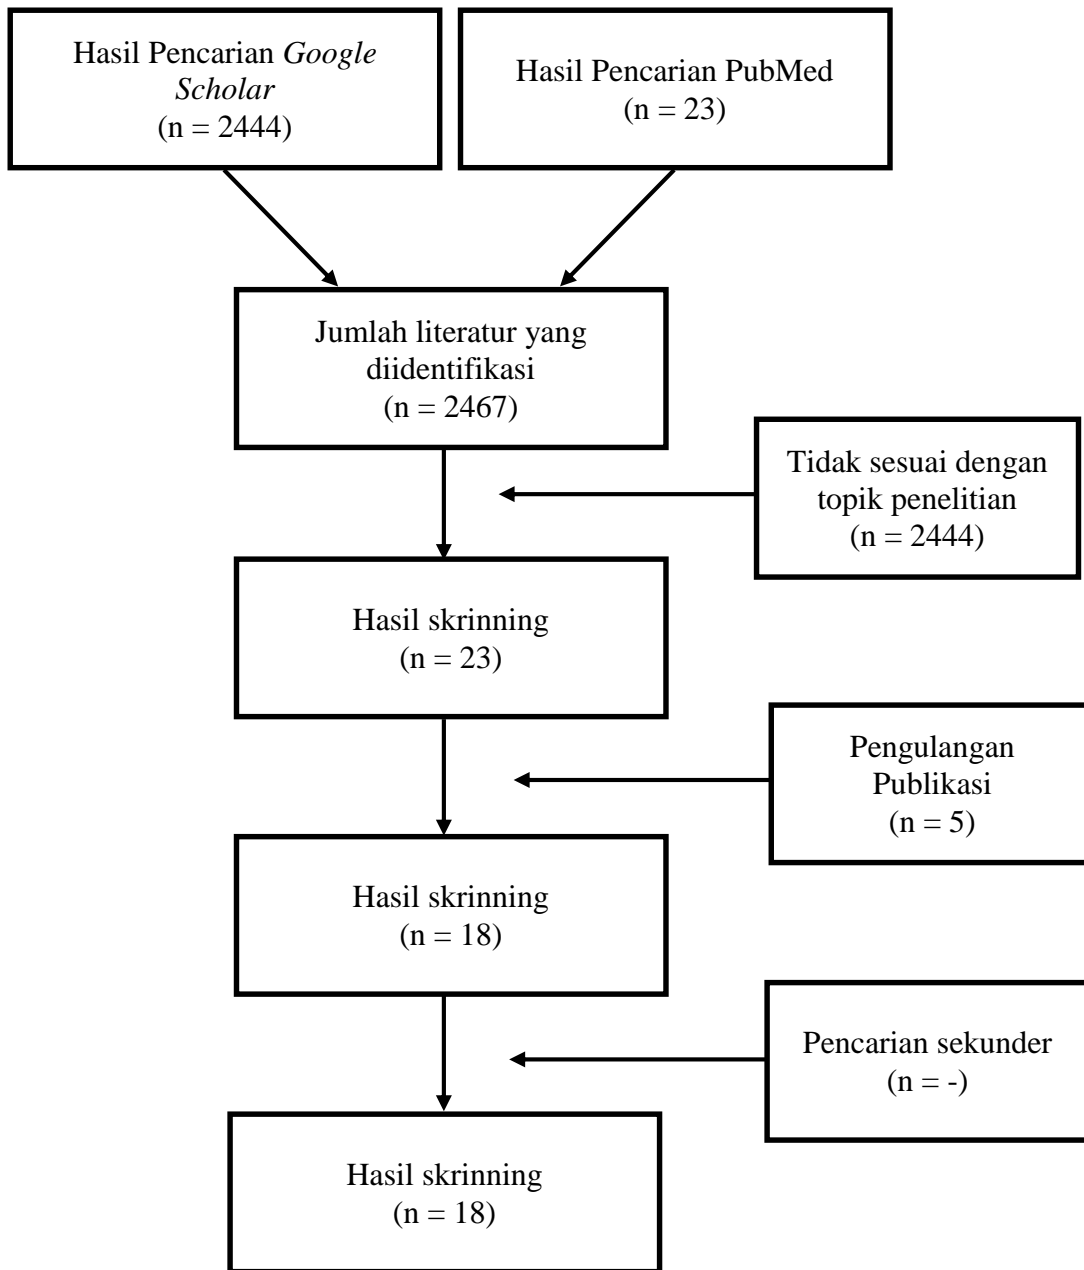 Hasil Pencarian Google
Scholar
(n = 2444)
Hasil Pencarian PubMed
(n = 23)
Jumlah literatur yang
diidentifikasi
(n = 2467)
Tidak sesuai dengan
topik penelitian
(n = 2444)
Hasil skrinning
(n = 23)
Pengulangan
Publikasi
(n = 5)
Hasil skrinning
(n = 18)
Pencarian sekunder
(n = -)
Hasil skrinning
(n = 18)